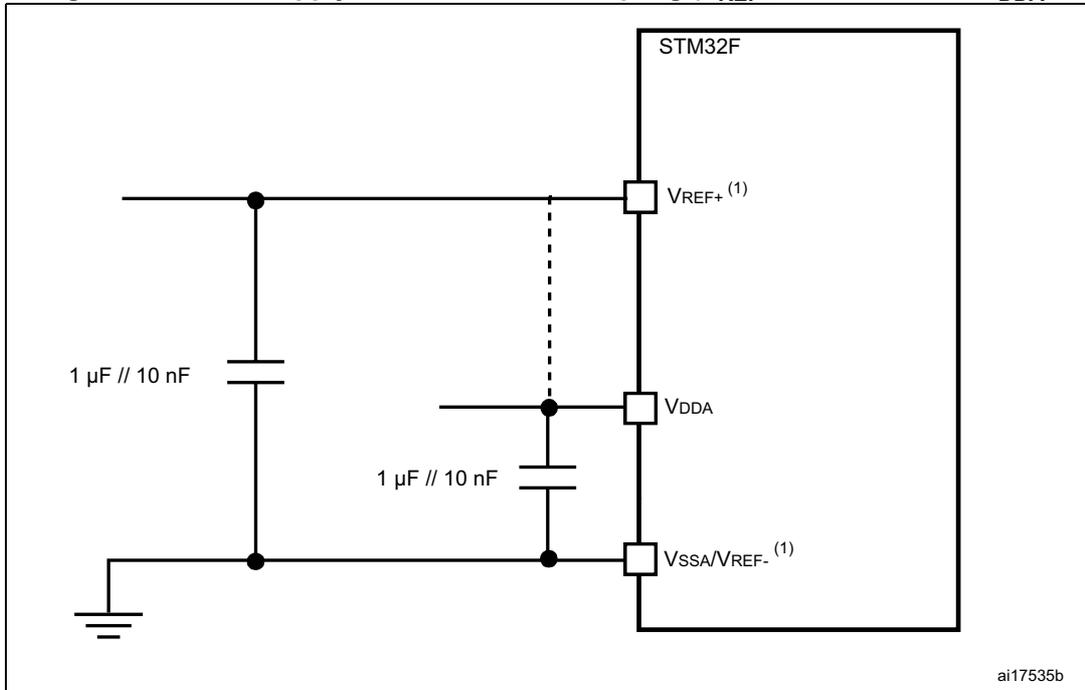 STM32F
VREF+ (1)
1 µF // 10 nF
VDDA
1 µF // 10 nF
VSSA/VREF- (1)
ai17535b